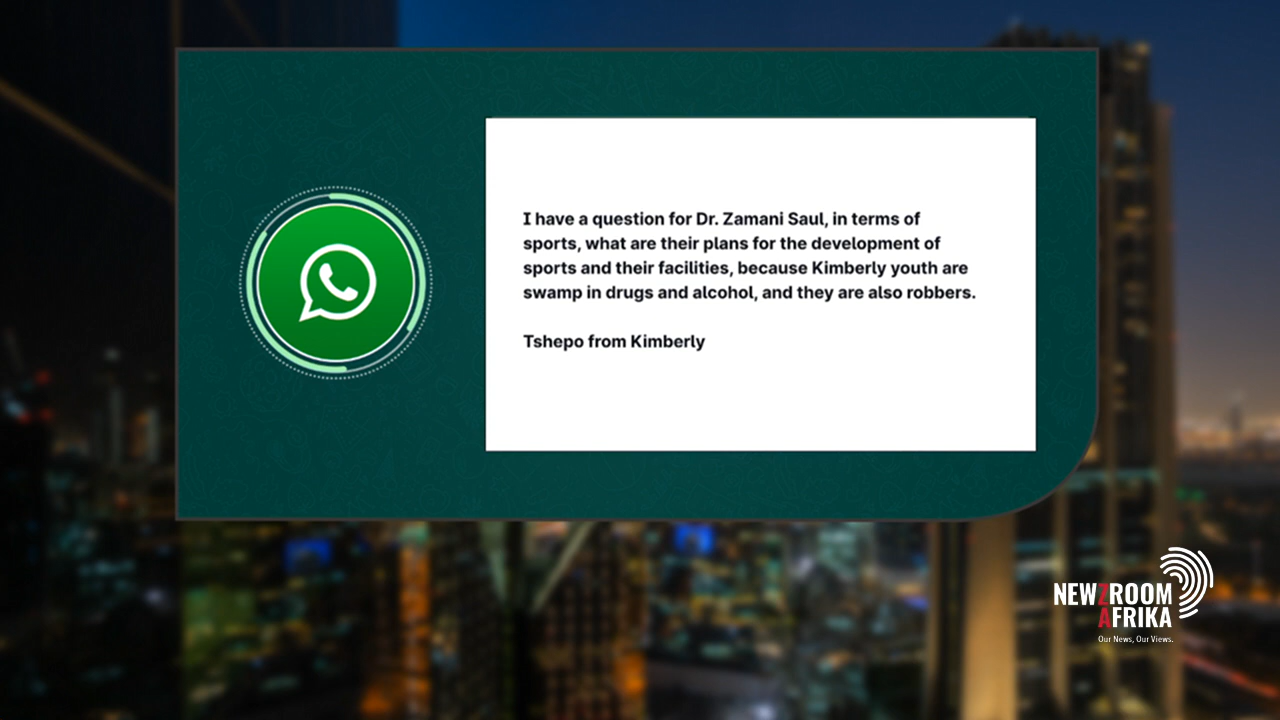 I have a question for Dr. Zamani Saul, in terms of
sports, what are their plans for the development of
sports and their facilities, because Kimberly youth are
swamp in drugs and alcohol, and they are also robbers.
Tshepo from Kimberly
NEWZROOM
AFRIKA
Our News, Our Views.